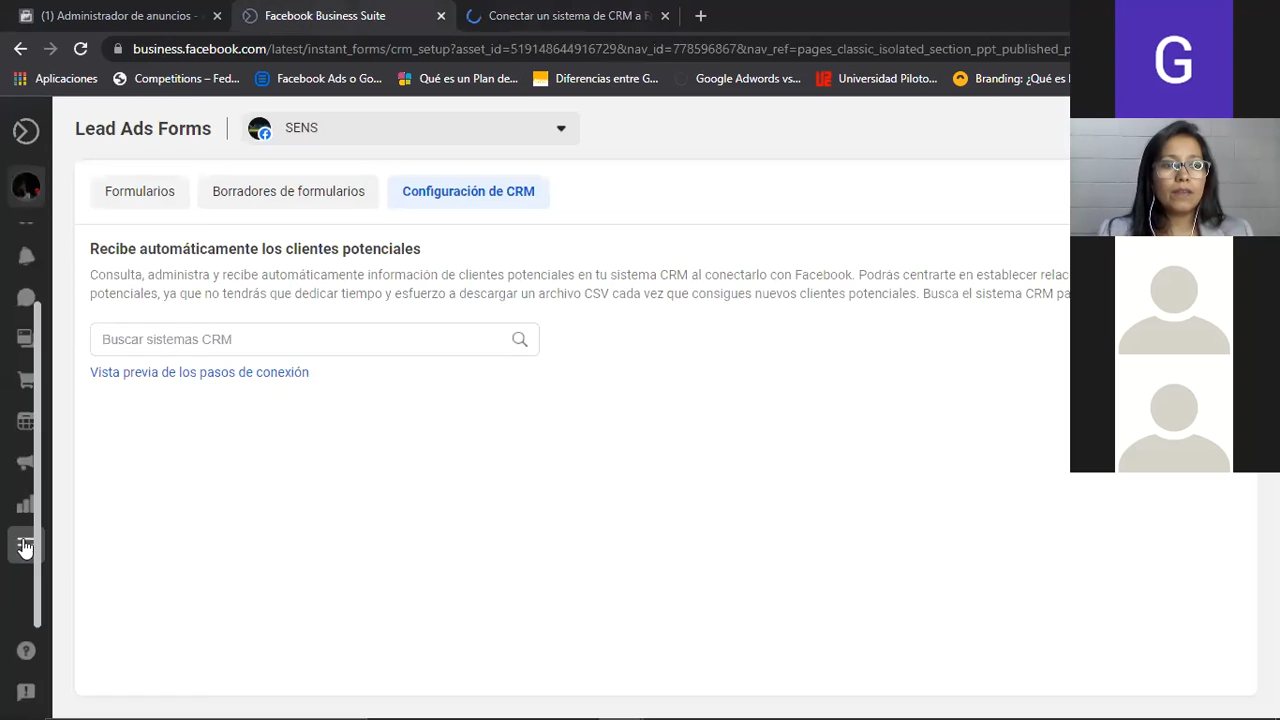 (1) Administrador de anuncios -
Facebook Business Suite
Conectar un sistema de CRM a F
business.facebook.com/latest/instant_forms/crm_setup?asset_id=519148644916729&nav_id=778596867&nav_ref=pages_classic_isolated_section_ppt_published_p
Aplicaciones
Competitions – Fed...
Facebook Ads o Go...
Qué es un Plan de...
Diferencias entre G...
Google Adwords vs...
Universidad Piloto...
Branding: ¿Qué es
G
Lead Ads Forms
SENS
Formularios
Borradores de formularios
Configuración de CRM
Recibe automáticamente los clientes potenciales
Consulta, administra y recibe automáticamente información de clientes potenciales en tu sistema CRM al conectarlo con Facebook. Podrás centrarte en establecer relac
potenciales, ya que no tendrás que dedicar tiempo y esfuerzo a descargar un archivo CSV cada vez que consigues nuevos clientes potenciales. Busca el sistema CRM pa
Buscar sistemas CRM
Vista previa de los pasos de conexión